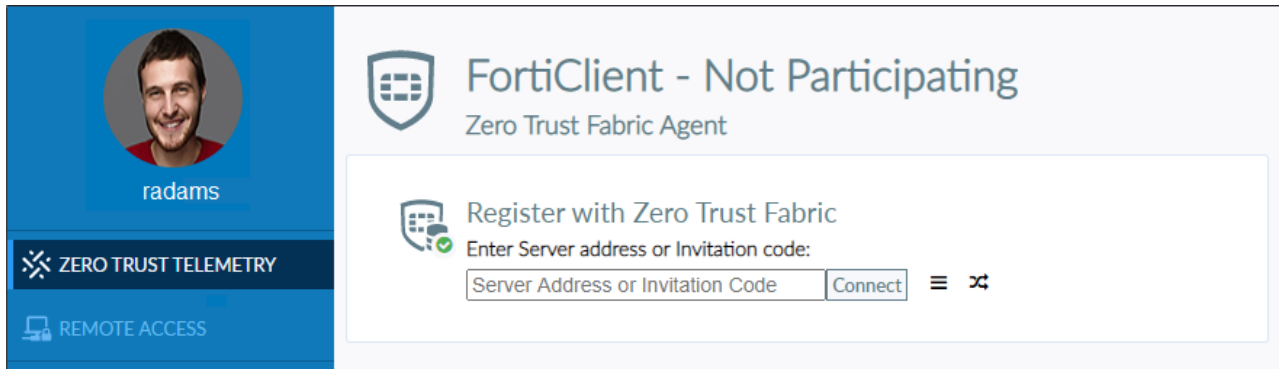 radams
ZERO TRUST TELEMETRY
REMOTE ACCESS
FortiClient - Not Participating
Zero Trust Fabric Agent
Register with Zero Trust Fabric
Enter Server address or Invitation code:
Server Address or Invitation Code Connect